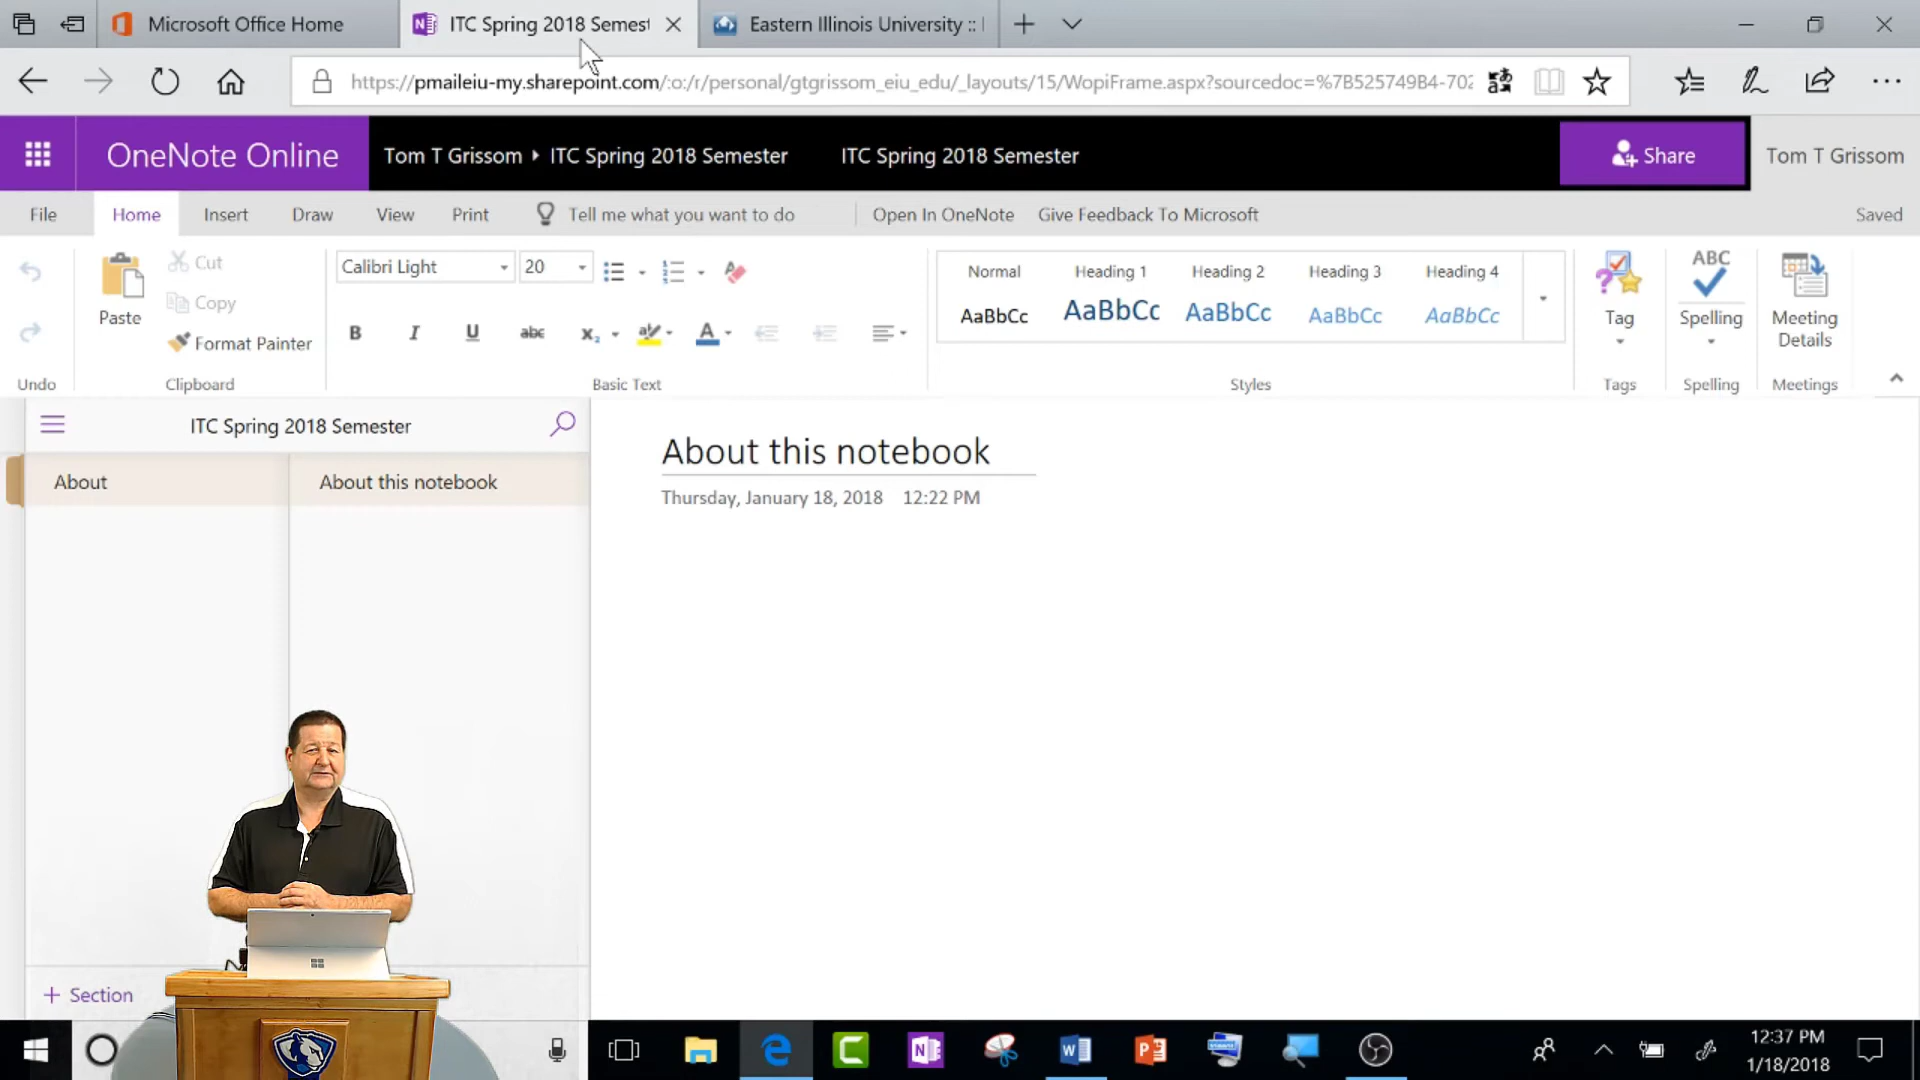 Microsoft Office Home
ITC Spring 2018 Semest
Eastern Illinois University ::
https://pmaileiu-my.sharepoint.com/:o:/r/personal/gtgrissom_eiu_edu/_layouts/15/WopiFrame.aspx?sourcedoc=%7B525749B4-702
OneNote Online
Tom T Grissom ▸ ITC Spring 2018 Semester
ITC Spring 2018 Semester
Share
Tom T Grissom
File Home Insert Draw View Print Tell me what you want to do Open In OneNote Give Feedback To Microsoft Saved
Cut
Copy
Format Painter
Paste
Calibri Light 20
B I U abc x₂ A
Normal Heading 1 Heading 2 Heading 3 Heading 4
AaBbCc AaBbCc AaBbCc AaBbCc AaBbCc
Tag
ABC
Spelling
Meeting
Details
Undo Clipboard Basic Text Styles Tags Spelling Meetings
ITC Spring 2018 Semester
About
About this notebook
About this notebook
Thursday, January 18, 2018 12:22 PM
+ Section
12:37 PM
1/18/2018